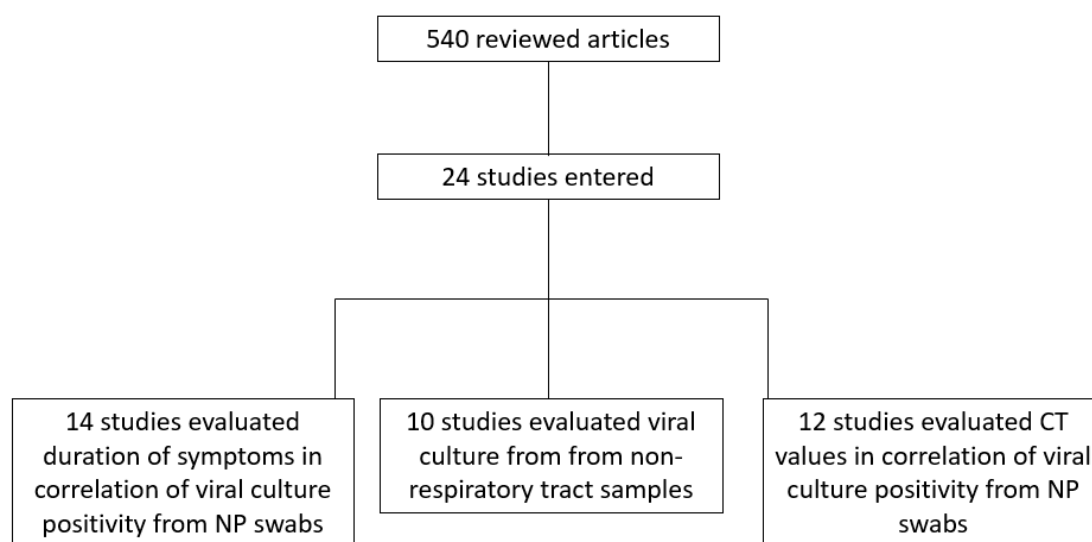 540 reviewed articles
24 studies entered
14 studies evaluated
duration of symptoms in
correlation of viral culture
positivity from NP swabs
10 studies evaluated viral
culture from from non-
respiratory tract samples
12 studies evaluated CT
values in correlation of viral
culture positivity from NP
swabs